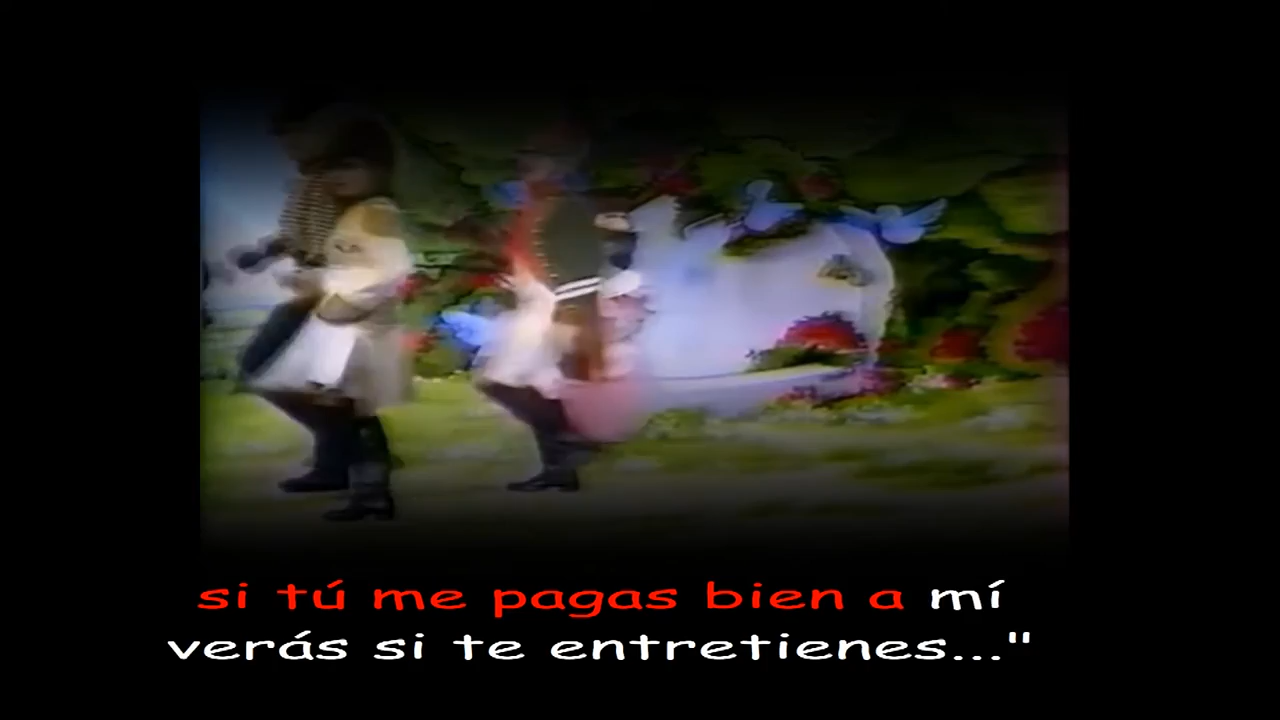 si tú me pagas bien a mí
verás si te entretienes..."